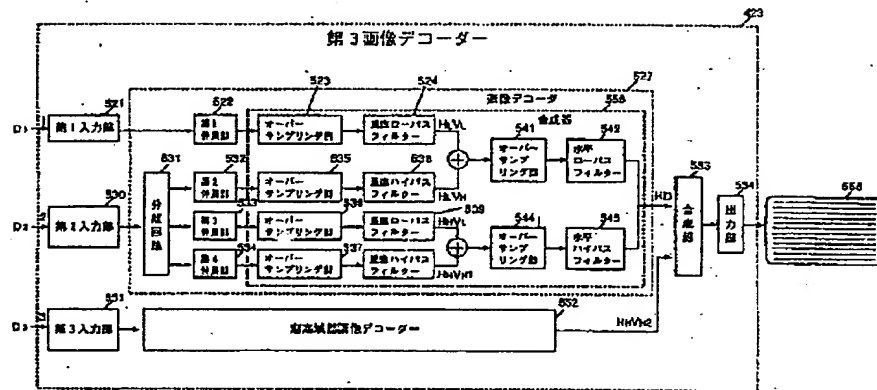 423
第3画像デコーダー
527
画像デコーダ
556
合成器
D1
521
第1入力部
522
第1伸長部
523
オーバー
サンプリング部
524
垂直ローパス
フィルター
HLVL
541
オーバー
サンプ
リング部
542
水平
ローパス
フィルター
D2
530
第2入力部
531
分離回路
532
第2伸長部
535
オーバー
サンプリング部
538
垂直ハイパス
フィルター
HLVH
533
第3伸長部
536
オーバー
サンプリング部
539
垂直ローパス
フィルター
HHVL
534
第4伸長部
537
オーバー
サンプリング部
垂直ハイパス
フィルター
HHVH1
544
オーバー
サンプ
リング部
545
水平
ハイパス
フィルター
HD
553
合成部
554
出力部
D3
551
第3入力部
552
画像デコーダー
HHVH2